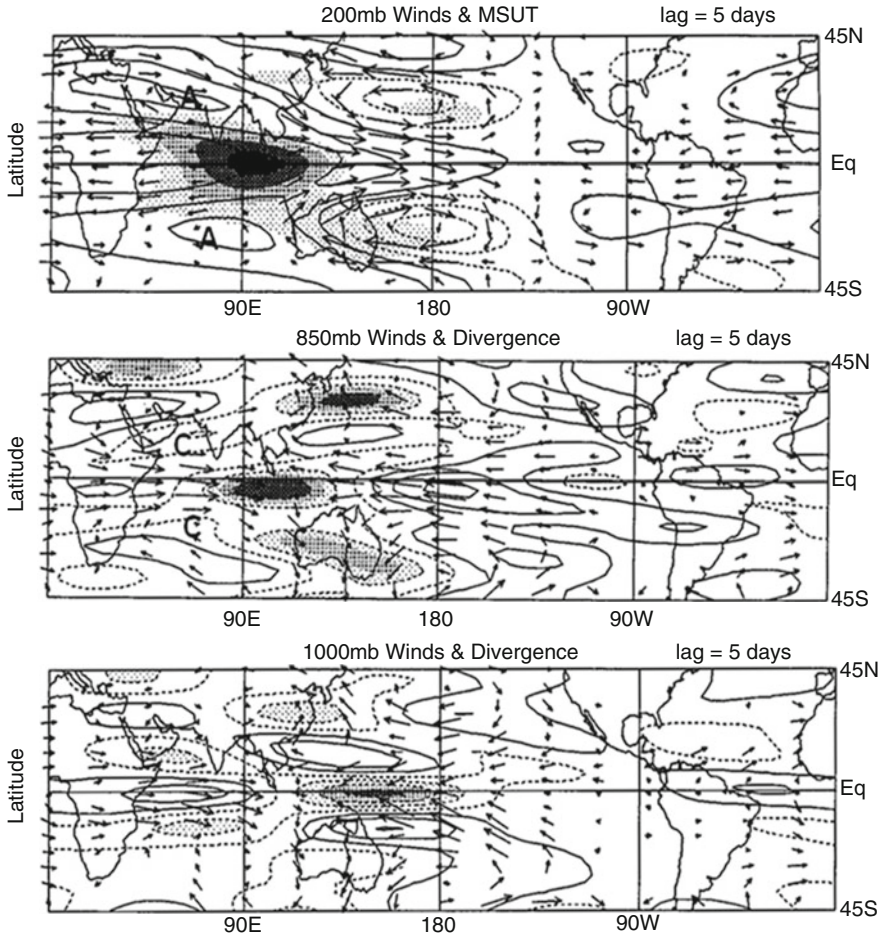 200mb Winds & MSUT lag = 5 days
45N
A
Latitude
Eq
A
45S
90E 180 90W
850mb Winds & Divergence lag = 5 days
45N
C
Latitude
Eq
C
45S
90E 180 90W
1000mb Winds & Divergence lag = 5 days
45N
Latitude
Eq
45S
90E 180 90W